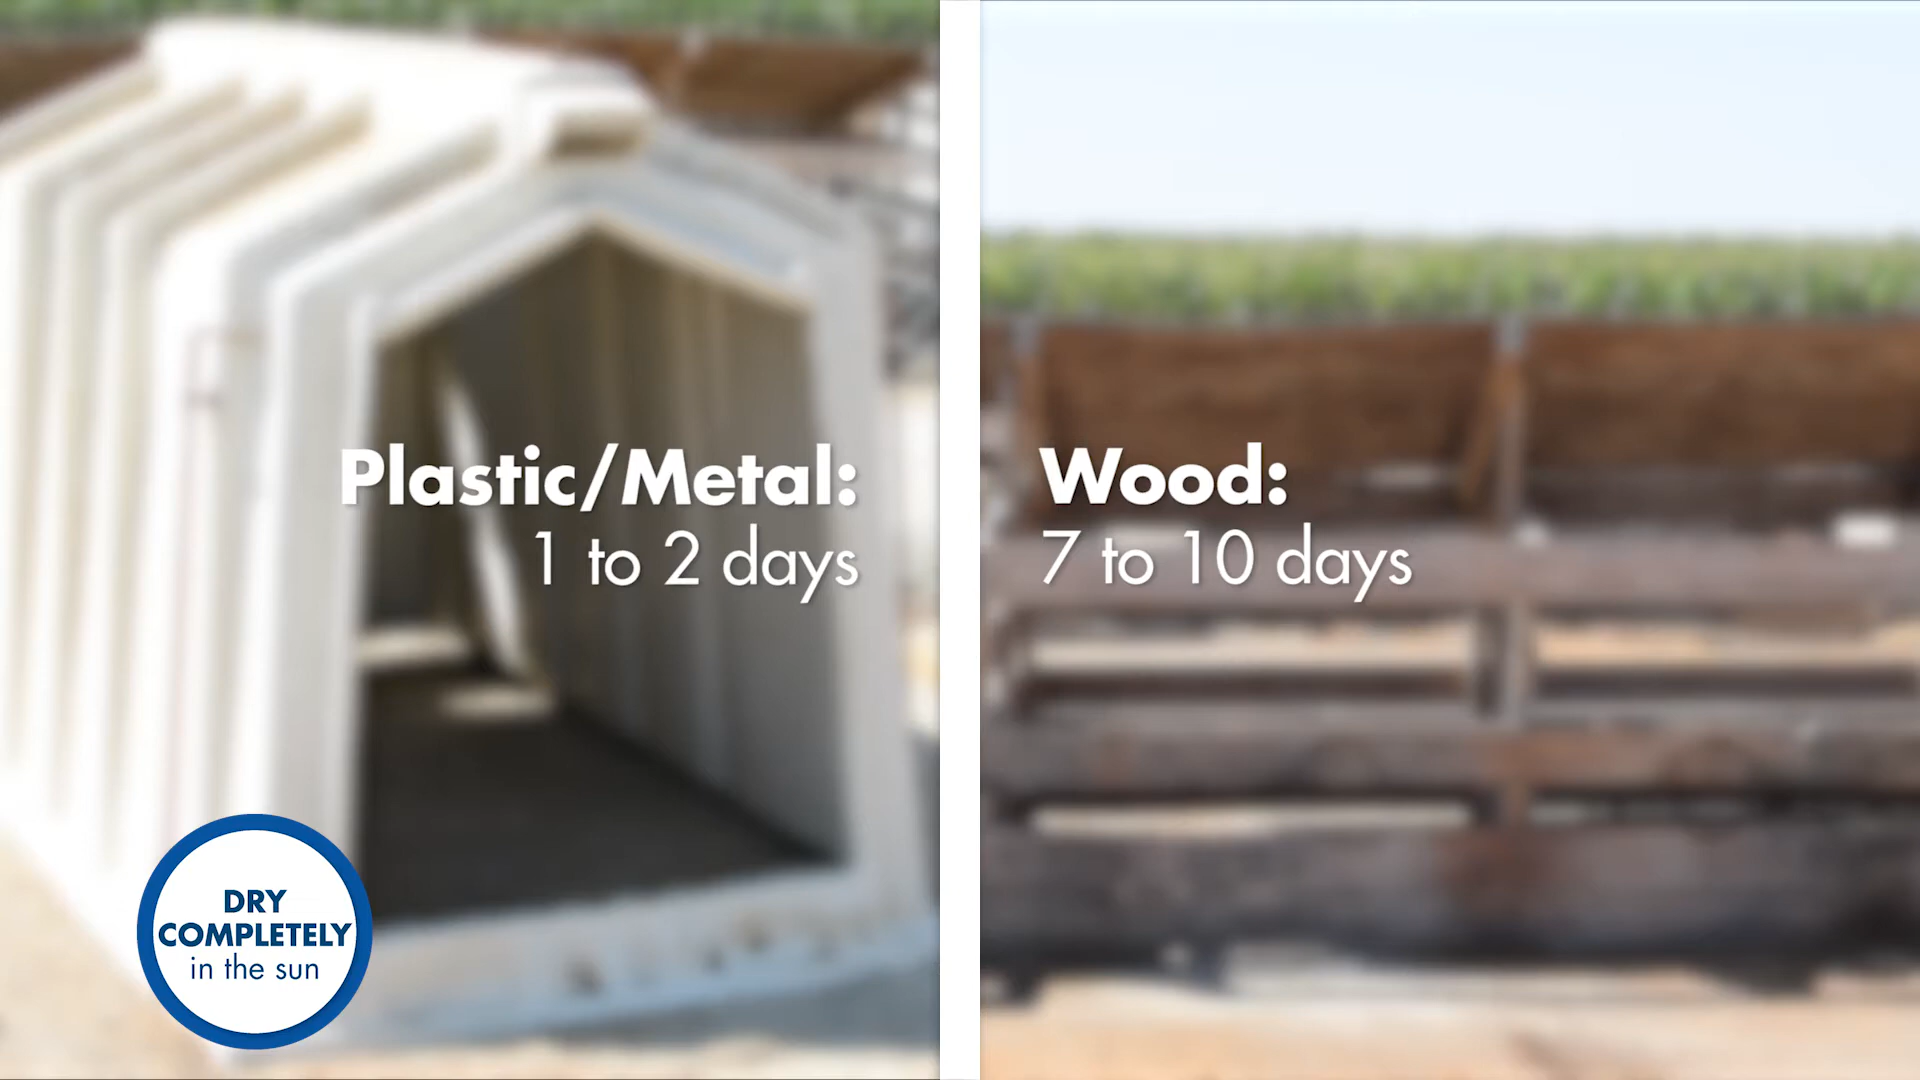 Plastic/Metal:
1 to 2 days
Wood:
7 to 10 days
DRY
COMPLETELY
in the sun